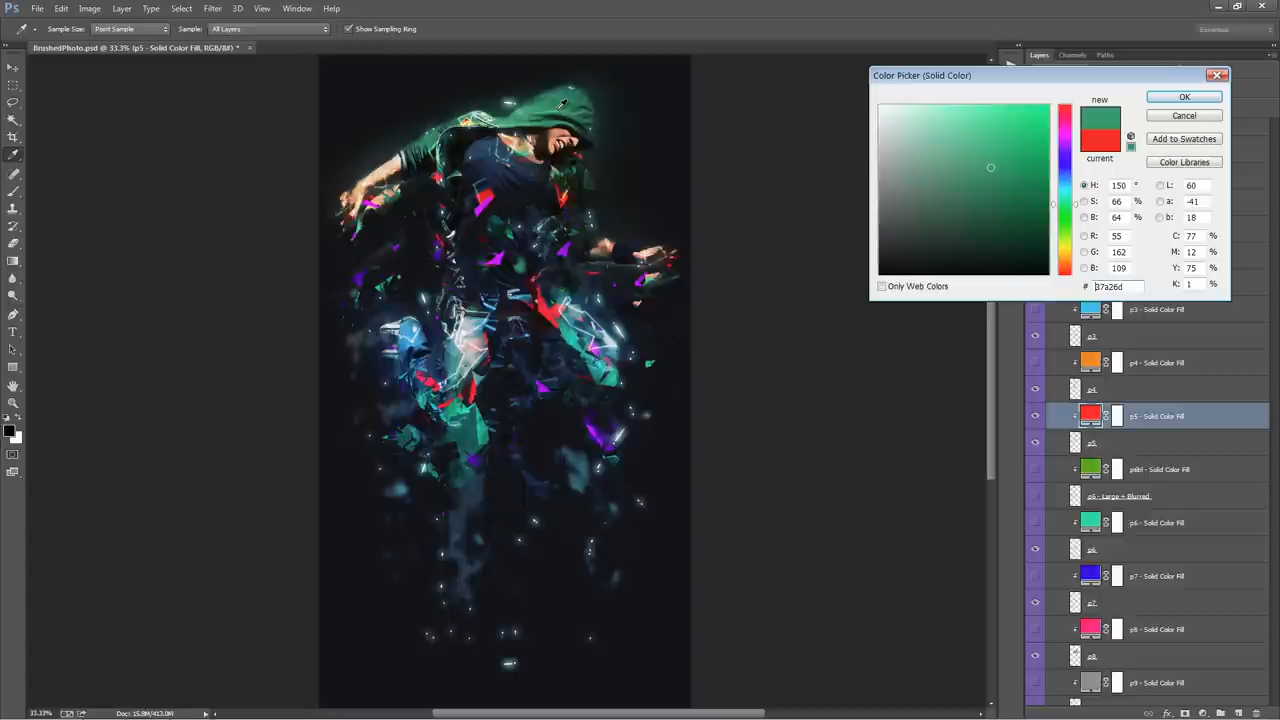 Ps File Edit Image Layer Type Select Filter 3D View Window Help
Sample Size: Point Sample Sample: All Layers Show Sampling Ring Essentials
BrushedPhoto.psd @ 33.3% (p5 - Solid Color Fill, RGB/8#) * ×
Layers Channels Paths
Color Picker (Solid Color)
new
current
OK
Cancel
Add to Swatches
Color Libraries
H: 150 ° L: 60
S: 66 % a: -41
B: 64 % b: 18
R: 55 C: 77 %
G: 162 M: 12 %
B: 109 Y: 75 %
Only Web Colors # 37a26d K: 1 %
p3 - Solid Color Fill
p3
p4 - Solid Color Fill
p4
p5 - Solid Color Fill
p5
p6bl - Solid Color Fill
p6 - Large + Blurred
p6 - Solid Color Fill
p6
p7 - Solid Color Fill
p7
p8 - Solid Color Fill
p8
p9 - Solid Color Fill
33.33% Doc: 15.8M/413.0M